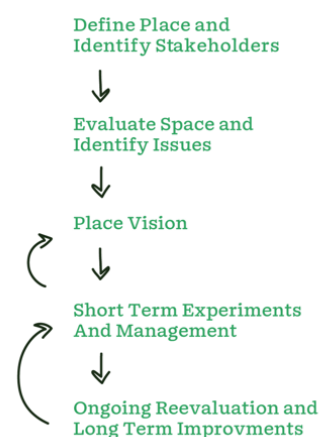 Define Place and
Identify Stakeholders
Evaluate Space and
Identify Issues
Place Vision
Short Term Experiments
And Management
Ongoing Reevaluation and
Long Term Improvments